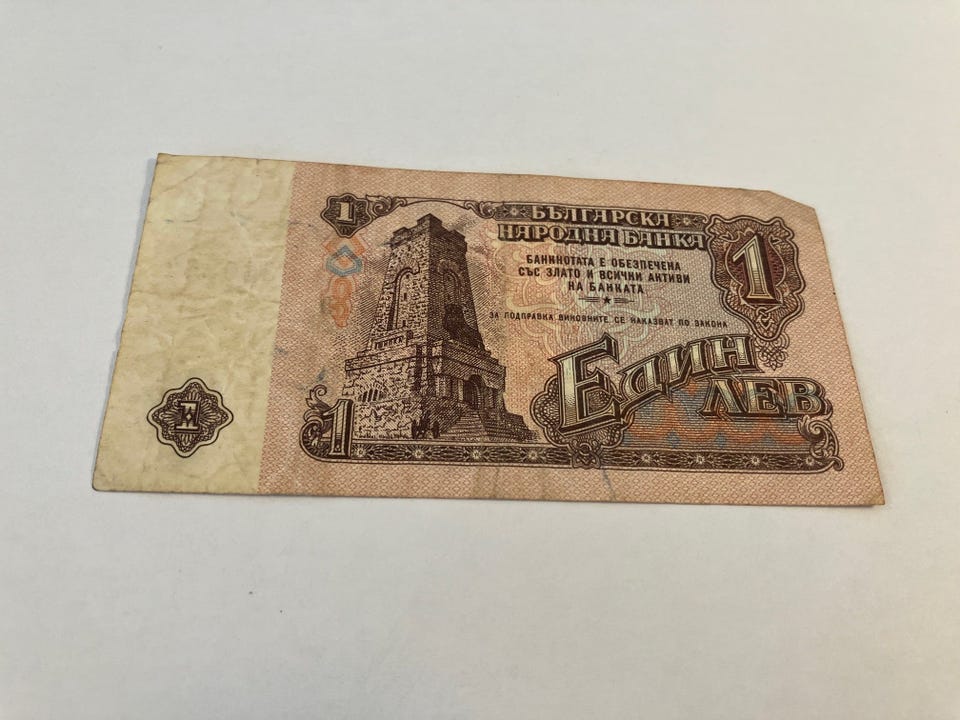 1
БЪЛГАРСКА
НАРОДНА БАНКА
1
БАНКНОТАТА Е ОБЕЗПЕЧЕНА
СЪС ЗЛАТО И ВСИЧКИ АКТИВИ
НА БАНКАТА
ЗА ПОДПРАВКА ВИНОВНИТЕ СЕ НАКАЗВАТ ПО ЗАКОНА
ЕДИН
ЛЕВ
1